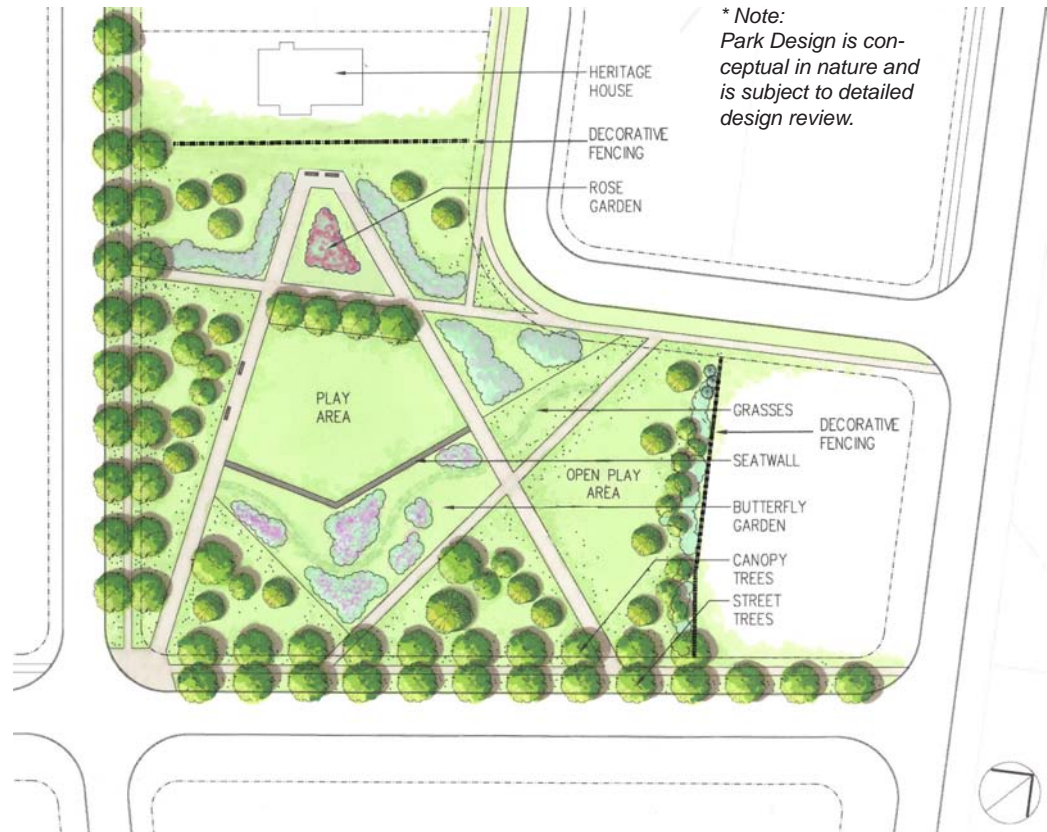 * Note:
Park Design is con-
ceptual in nature and
is subject to detailed
design review.
HERITAGE
HOUSE
DECORATIVE
FENCING
ROSE
GARDEN
PLAY
AREA
GRASSES
DECORATIVE
FENCING
SEATWALL
OPEN PLAY
AREA
BUTTERFLY
GARDEN
CANOPY
TREES
STREET
TREES